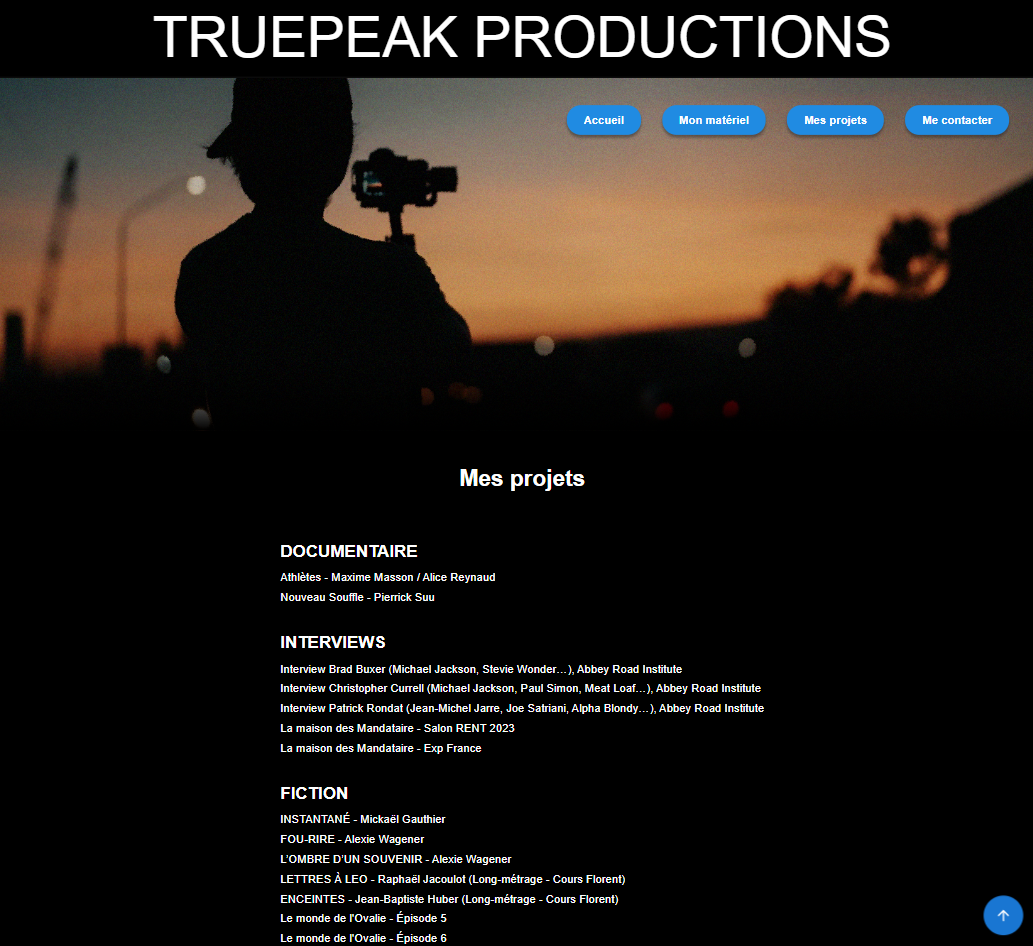 TRUEPEAK PRODUCTIONS
Accueil
Mon matériel
Mes projets
Me contacter
Mes projets
DOCUMENTAIRE
Athlètes - Maxime Masson / Alice Reynaud
Nouveau Souffle - Pierrick Suu
INTERVIEWS
Interview Brad Buxer (Michael Jackson, Stevie Wonder…), Abbey Road Institute
Interview Christopher Currell (Michael Jackson, Paul Simon, Meat Loaf…), Abbey Road Institute
Interview Patrick Rondat (Jean-Michel Jarre, Joe Satriani, Alpha Blondy…), Abbey Road Institute
La maison des Mandataire - Salon RENT 2023
La maison des Mandataire - Exp France
FICTION
INSTANTANÉ - Mickaël Gauthier
FOU-RIRE - Alexie Wagener
L'OMBRE D'UN SOUVENIR - Alexie Wagener
LETTRES À LEO - Raphaël Jacoulot (Long-métrage - Cours Florent)
ENCEINTES - Jean-Baptiste Huber (Long-métrage - Cours Florent)
Le monde de l'Ovalie - Épisode 5
Le monde de l'Ovalie - Épisode 6